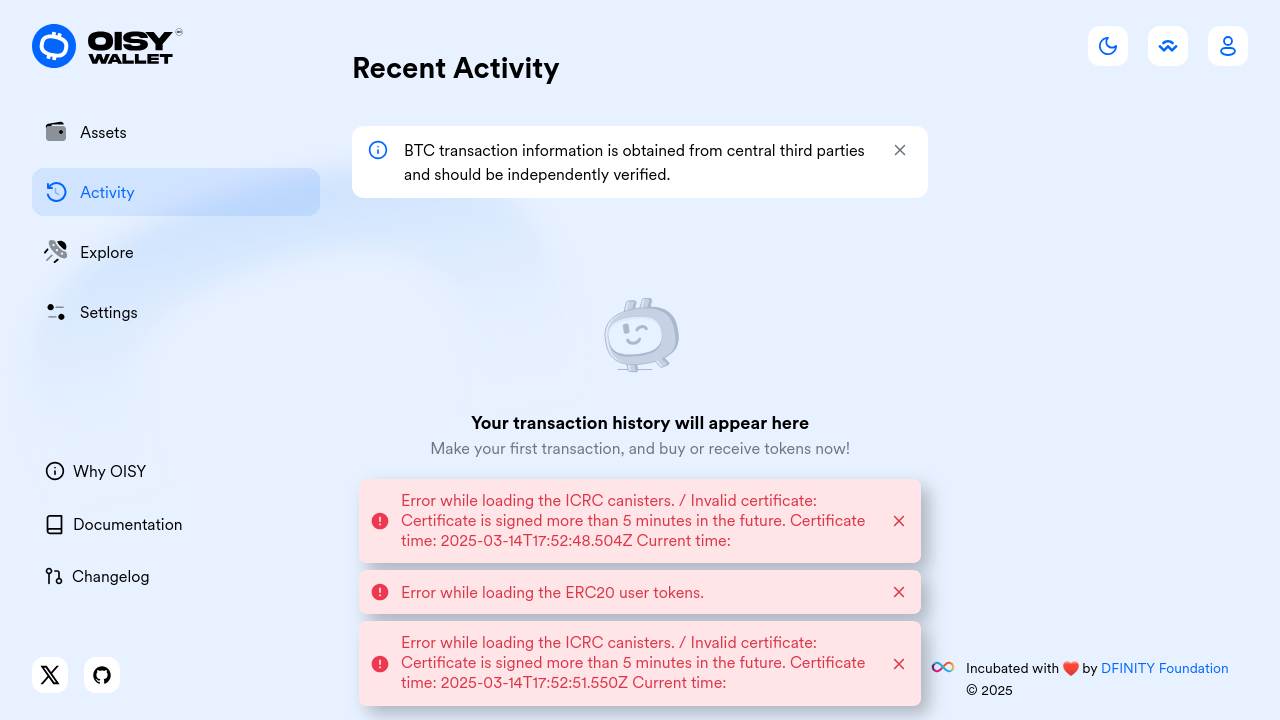 OISY
WALLET
Assets
Activity
Explore
Settings
Why OISY
Documentation
Changelog
Recent Activity
BTC transaction information is obtained from central third parties
and should be independently verified.
Your transaction history will appear here
Make your first transaction, and buy or receive tokens now!
Error while loading the ICRC canisters. / Invalid certificate:
Certificate is signed more than 5 minutes in the future. Certificate
time: 2025-03-14T17:52:48.504Z Current time:
Error while loading the ERC20 user tokens.
Error while loading the ICRC canisters. / Invalid certificate:
Certificate is signed more than 5 minutes in the future. Certificate
time: 2025-03-14T17:52:51.550Z Current time:
Incubated with ❤️ by DFINITY Foundation
© 2025